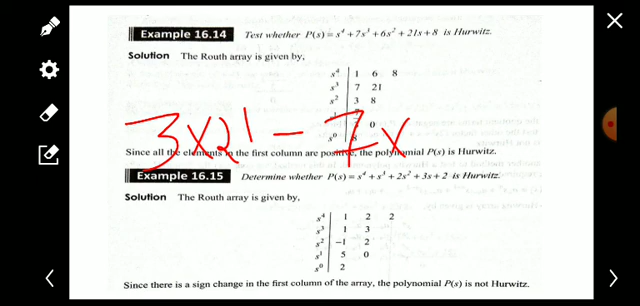 Example 16.14 Test whether P(s) = s⁴ + 7s³ + 6s² + 21s + 8 is Hurwitz.
Solution The Routh array is given by,
s⁴ 1 6 8
s³ 7 21
s² 3 8
0
s⁰ 8
3x21 - 7x
Since all the elements in the first column are positive, the polynomial P(s) is Hurwitz.
Example 16.15 Determine whether P(s) = s⁴ + s³ + 2s² + 3s + 2 is Hurwitz.
Solution The Routh array is given by,
s⁴ 1 2 2
s³ 1 3
s² −1 2
s¹ 5 0
s⁰ 2
Since there is a sign change in the first column of the array, the polynomial P(s) is not Hurwitz.